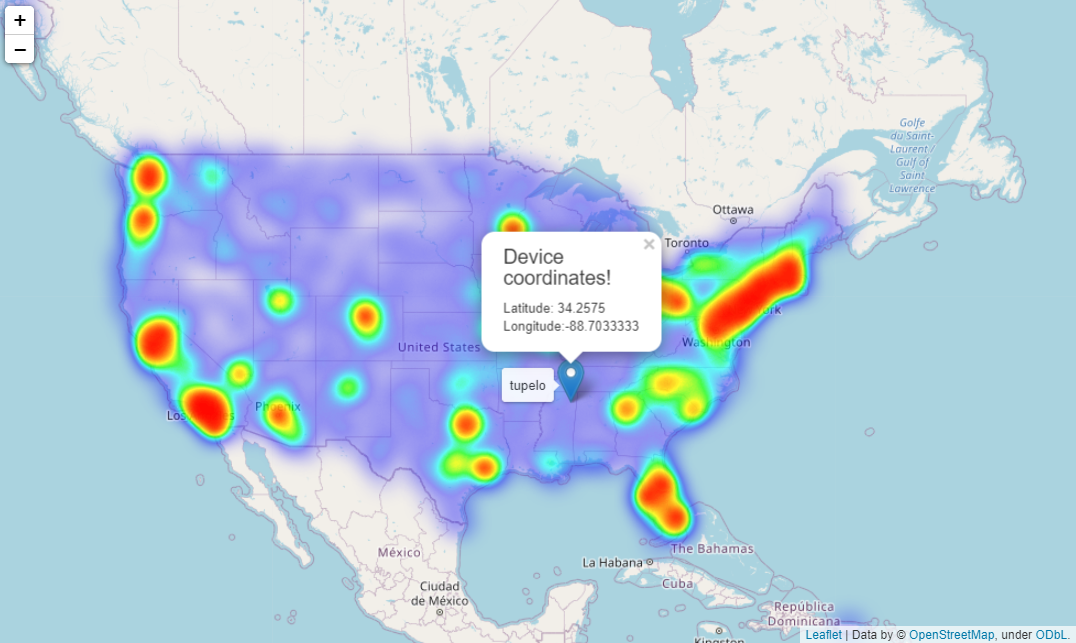 +
−
Golfe
du Saint-
Laurent /
Gulf of
Saint
Lawrence
Ottawa
Toronto
×
Device
coordinates!
Latitude: 34.2575
Longitude:-88.7033333
Washington
United States
tupelo
Phoenix
The Bahamas
México
La Habana
Cuba
Ciudad
de México
República
Dominicana
Kingston
Leaflet | Data by © OpenStreetMap, under ODbL.